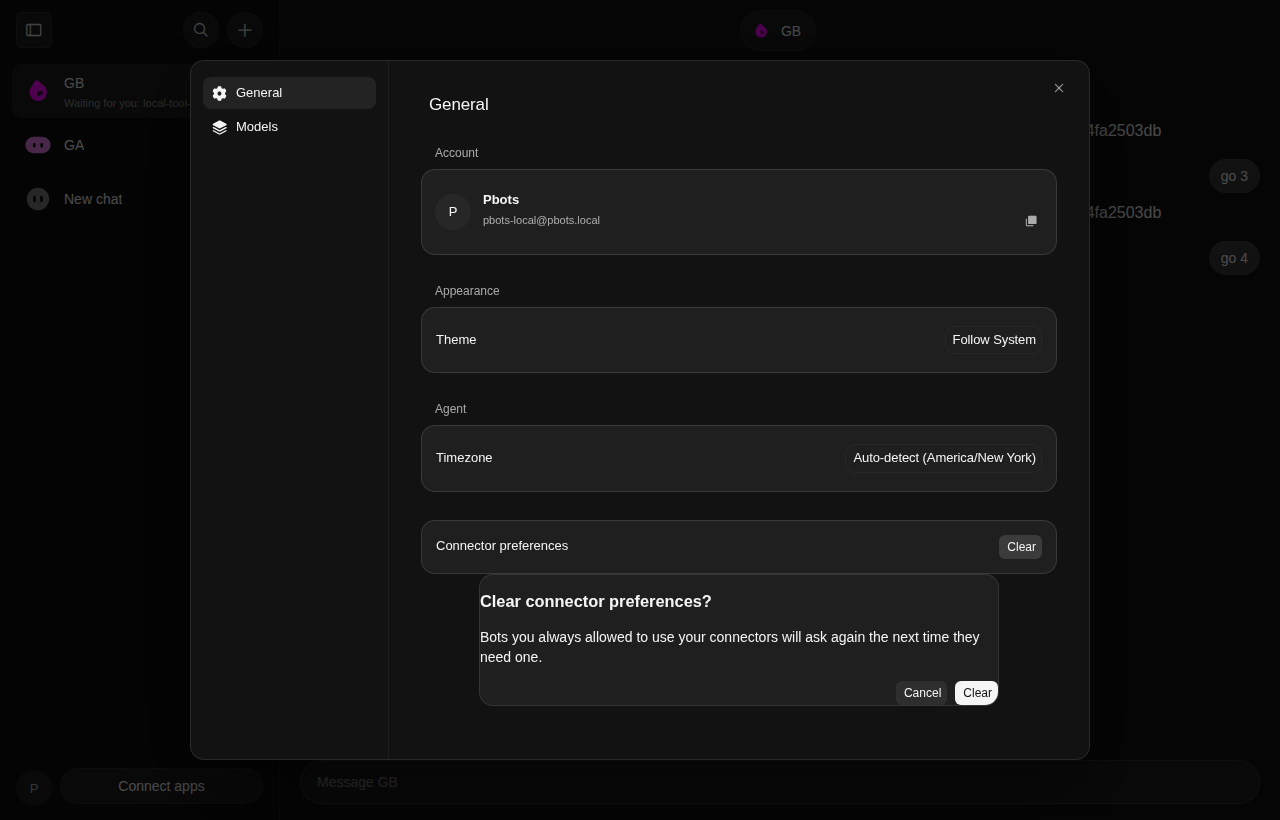 GB
GB
Waiting for you: local-tool-
GA
New chat
4fa2503db
go 3
4fa2503db
go 4
General
Models
General
Account
P
Pbots
pbots-local@pbots.local
Appearance
Theme
Follow System
Agent
Timezone
Auto-detect (America/New York)
Connector preferences
Clear
Clear connector preferences?
Bots you always allowed to use your connectors will ask again the next time they
need one.
Cancel
Clear
P
Connect apps
Message GB